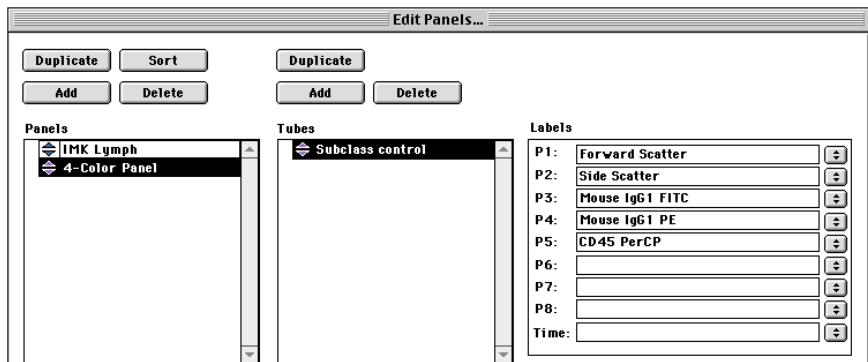 Edit Panels...
Duplicate Sort Duplicate
Add Delete Add Delete
Panels Tubes Labels
IMK Lymph
4-Color Panel
Subclass control
P1: Forward Scatter
P2: Side Scatter
P3: Mouse IgG1 FITC
P4: Mouse IgG1 PE
P5: CD45 PerCP
P6:
P7:
P8:
Time: